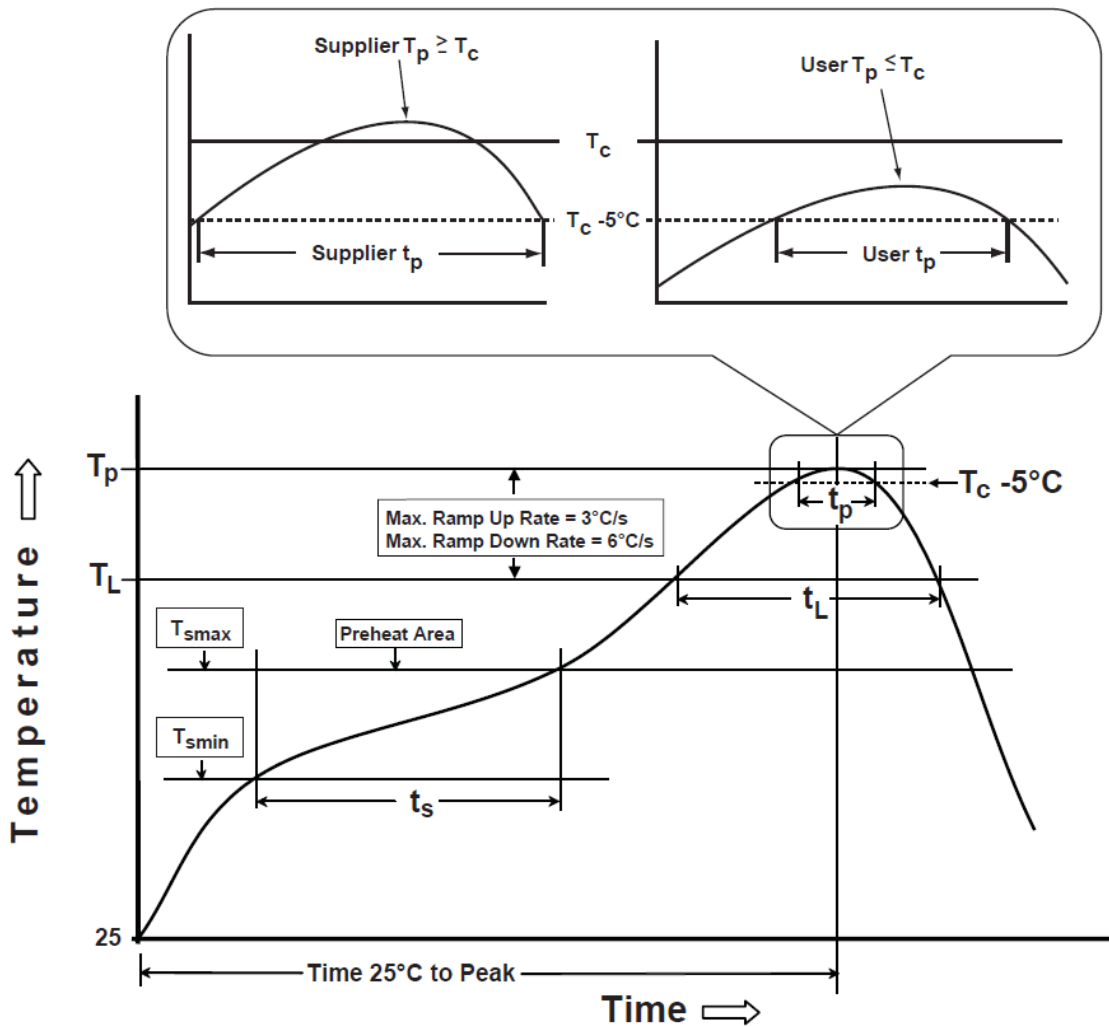 Supplier Tp ≥ Tc
User Tp ≤ Tc
Tc
Tc -5°C
Supplier tp
User tp
Tp
Tc -5°C
tp
Max. Ramp Up Rate = 3°C/s
Max. Ramp Down Rate = 6°C/s
TL
tL
Tsmax
Preheat Area
Tsmin
ts
Temperature
25
Time 25°C to Peak
Time